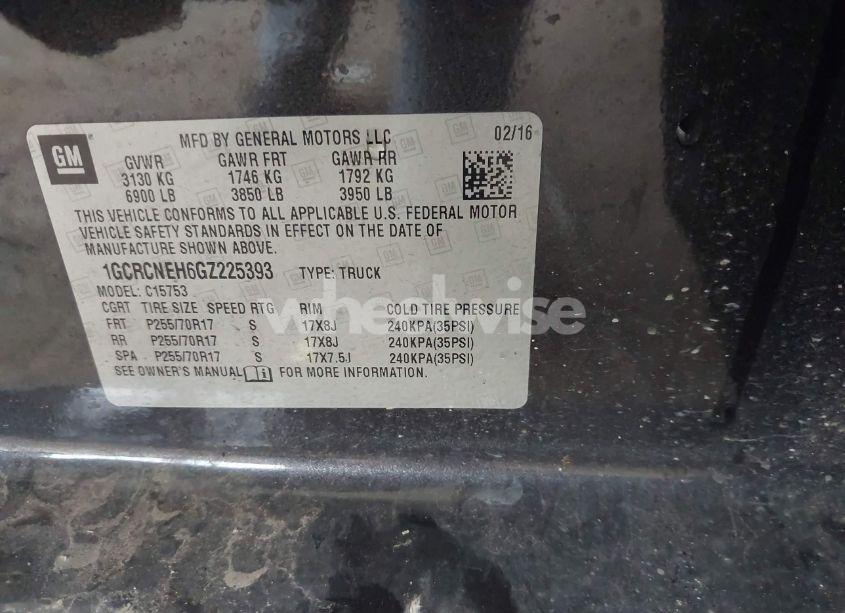 GM
MFD BY GENERAL MOTORS LLC 02/16
GVWR GAWR FRT GAWR RR
3130 KG 1746 KG 1792 KG
6900 LB 3850 LB 3950 LB
THIS VEHICLE CONFORMS TO ALL APPLICABLE U.S. FEDERAL MOTOR
VEHICLE SAFETY STANDARDS IN EFFECT ON THE DATE OF
MANUFACTURE SHOWN ABOVE.
1GCRCNEH6GZ225393 TYPE: TRUCK
MODEL: C15753
CGRT TIRE SIZE SPEED RTG RIM COLD TIRE PRESSURE
FRT P255/70R17 S 17X8J 240KPA(35PSI)
RR P255/70R17 S 17X8J 240KPA(35PSI)
SPA P255/70R17 S 17X7.5J 240KPA(35PSI)
SEE OWNER'S MANUAL FOR MORE INFORMATION.
wheelwise